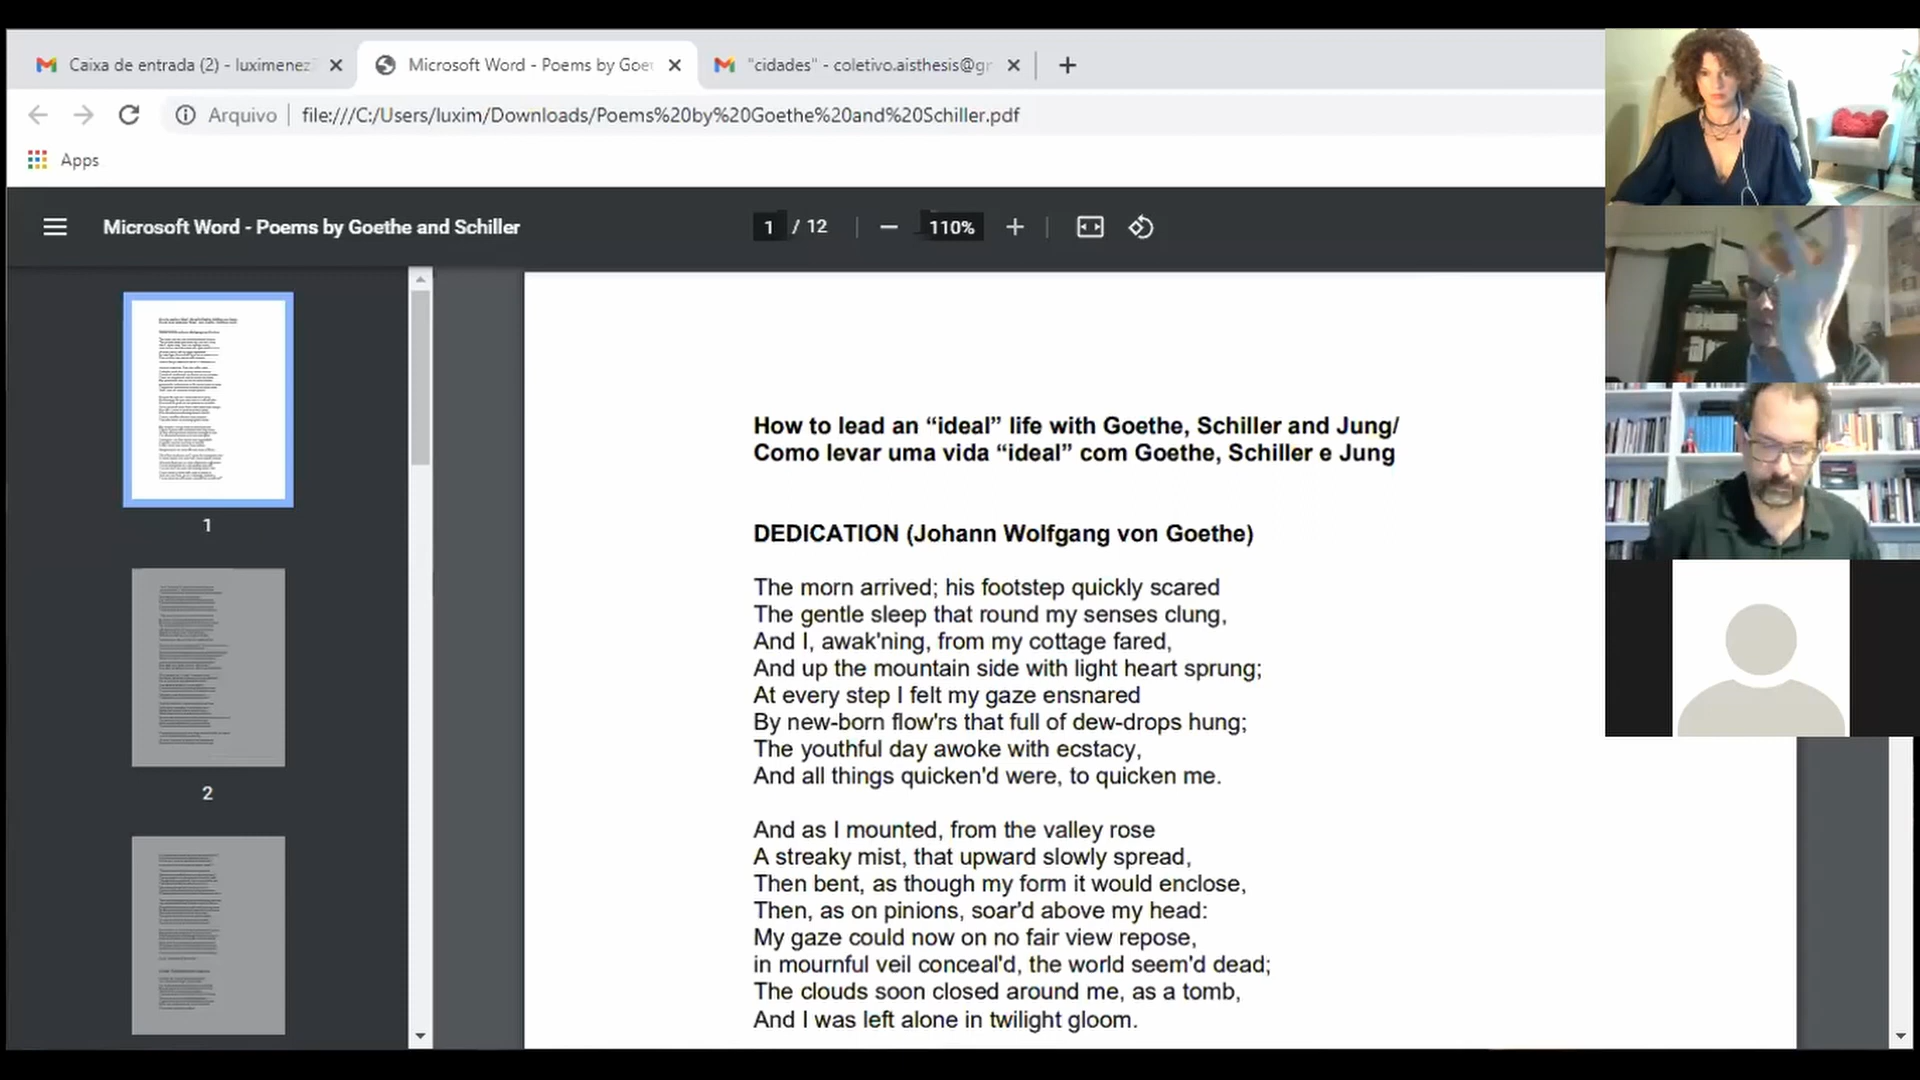 Caixa de entrada (2) - luximenez
Microsoft Word - Poems by Goet
"cidades" - coletivo.aisthesis@gr
Arquivo
file:///C:/Users/luxim/Downloads/Poems%20by%20Goethe%20and%20Schiller.pdf
Apps
Microsoft Word - Poems by Goethe and Schiller
1 / 12
110%
1
2
How to lead an “ideal” life with Goethe, Schiller and Jung/
Como levar uma vida “ideal” com Goethe, Schiller e Jung
DEDICATION (Johann Wolfgang von Goethe)
The morn arrived; his footstep quickly scared
The gentle sleep that round my senses clung,
And I, awak'ning, from my cottage fared,
And up the mountain side with light heart sprung;
At every step I felt my gaze ensnared
By new-born flow'rs that full of dew-drops hung;
The youthful day awoke with ecstacy,
And all things quicken'd were, to quicken me.
And as I mounted, from the valley rose
A streaky mist, that upward slowly spread,
Then bent, as though my form it would enclose,
Then, as on pinions, soar'd above my head:
My gaze could now on no fair view repose,
in mournful veil conceal'd, the world seem'd dead;
The clouds soon closed around me, as a tomb,
And I was left alone in twilight gloom.